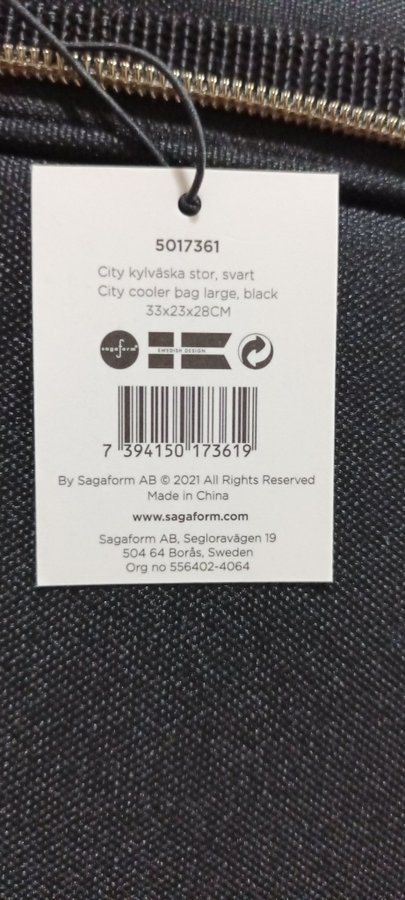 5017361
City kylväska stor, svart
City cooler bag large, black
33x23x28CM
sagaform
SWEDISH DESIGN
7 394150 173619
By Sagaform AB © 2021 All Rights Reserved
Made in China
www.sagaform.com
Sagaform AB, Segloravägen 19
504 64 Borås, Sweden
Org no 556402-4064